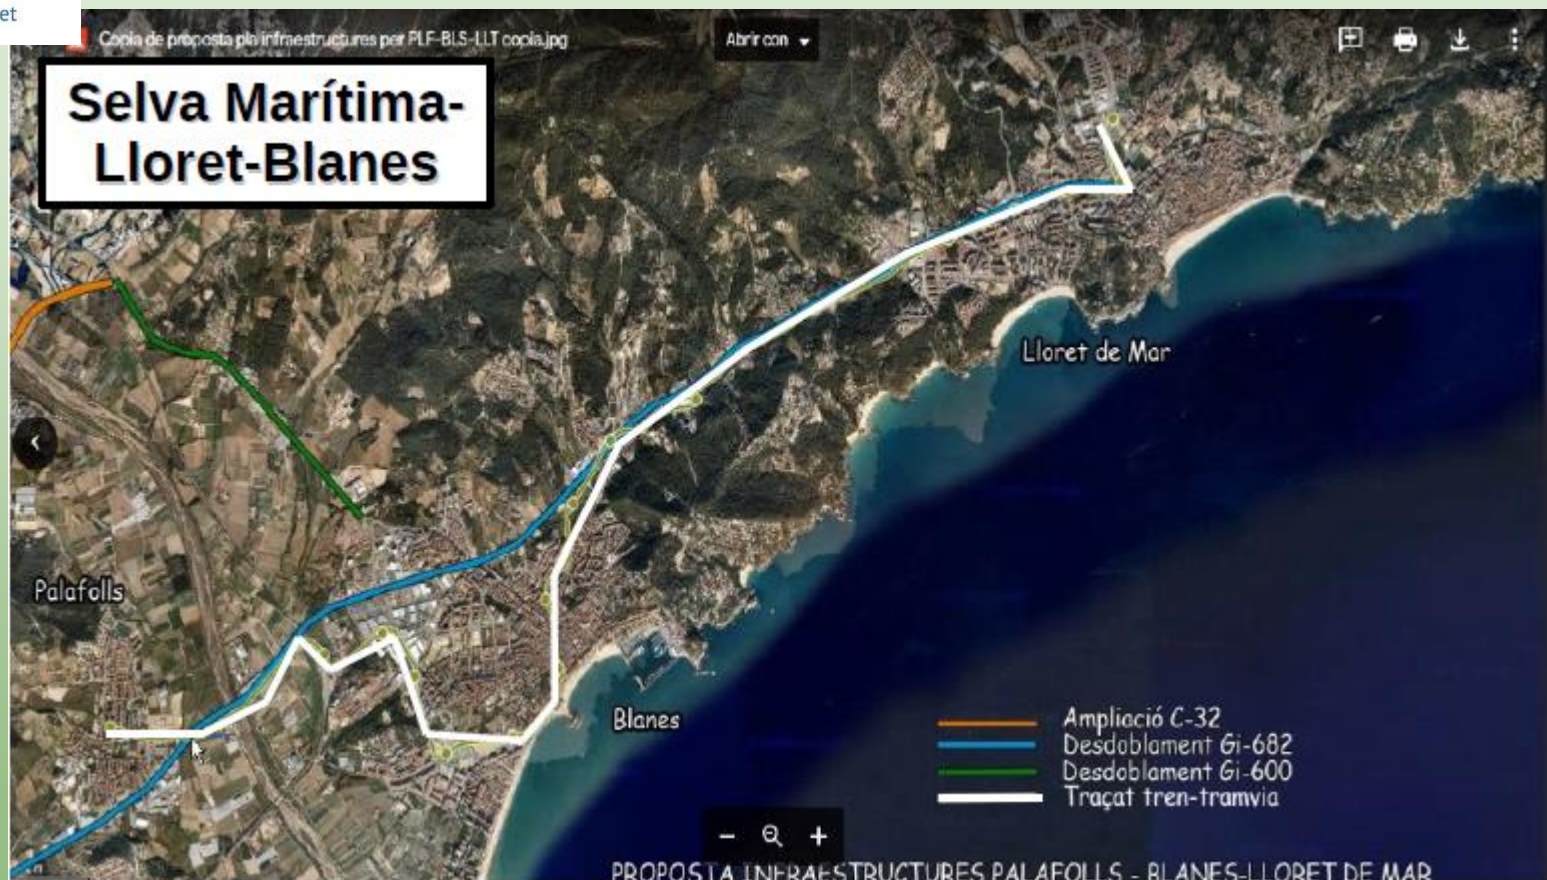 et
Copia de proposta pla infraestructures per PLF-BLS-LLT copia.jpg
Abrir con
Selva Marítima-
Lloret-Blanes
Lloret de Mar
Palafolls
Blanes
Ampliació C-32
Desdoblament Gi-682
Desdoblament Gi-600
Traçat tren-tramvia
PROPOSTA INFRAESTRUCTURES PALAFOLLS - BLANES-LLORET DE MAR